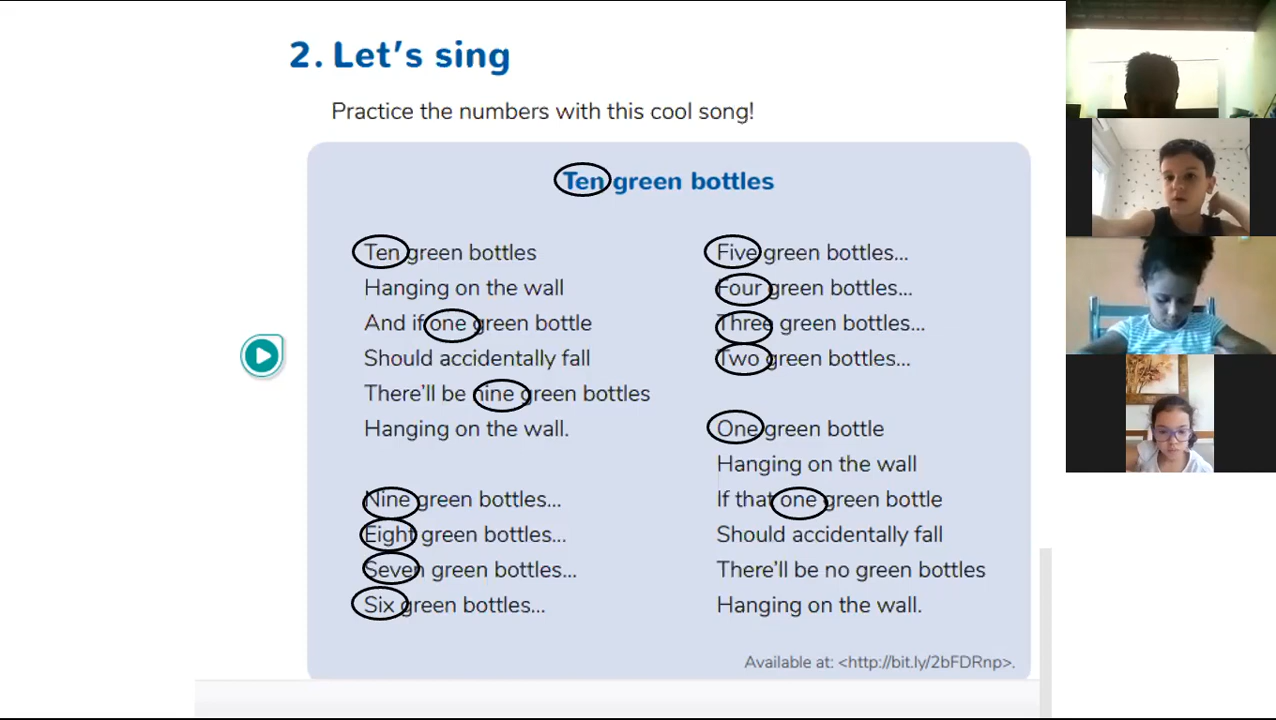 2. Let's sing
Practice the numbers with this cool song!
Ten green bottles
Ten green bottles
Hanging on the wall
And if one green bottle
Should accidentally fall
There'll be nine green bottles
Hanging on the wall.
Nine green bottles...
Eight green bottles...
Seven green bottles...
Six green bottles...
Five green bottles...
Four green bottles...
Three green bottles...
Two green bottles...
One green bottle
Hanging on the wall
If that one green bottle
Should accidentally fall
There'll be no green bottles
Hanging on the wall.
Available at: <http://bit.ly/2bFDRnp>.